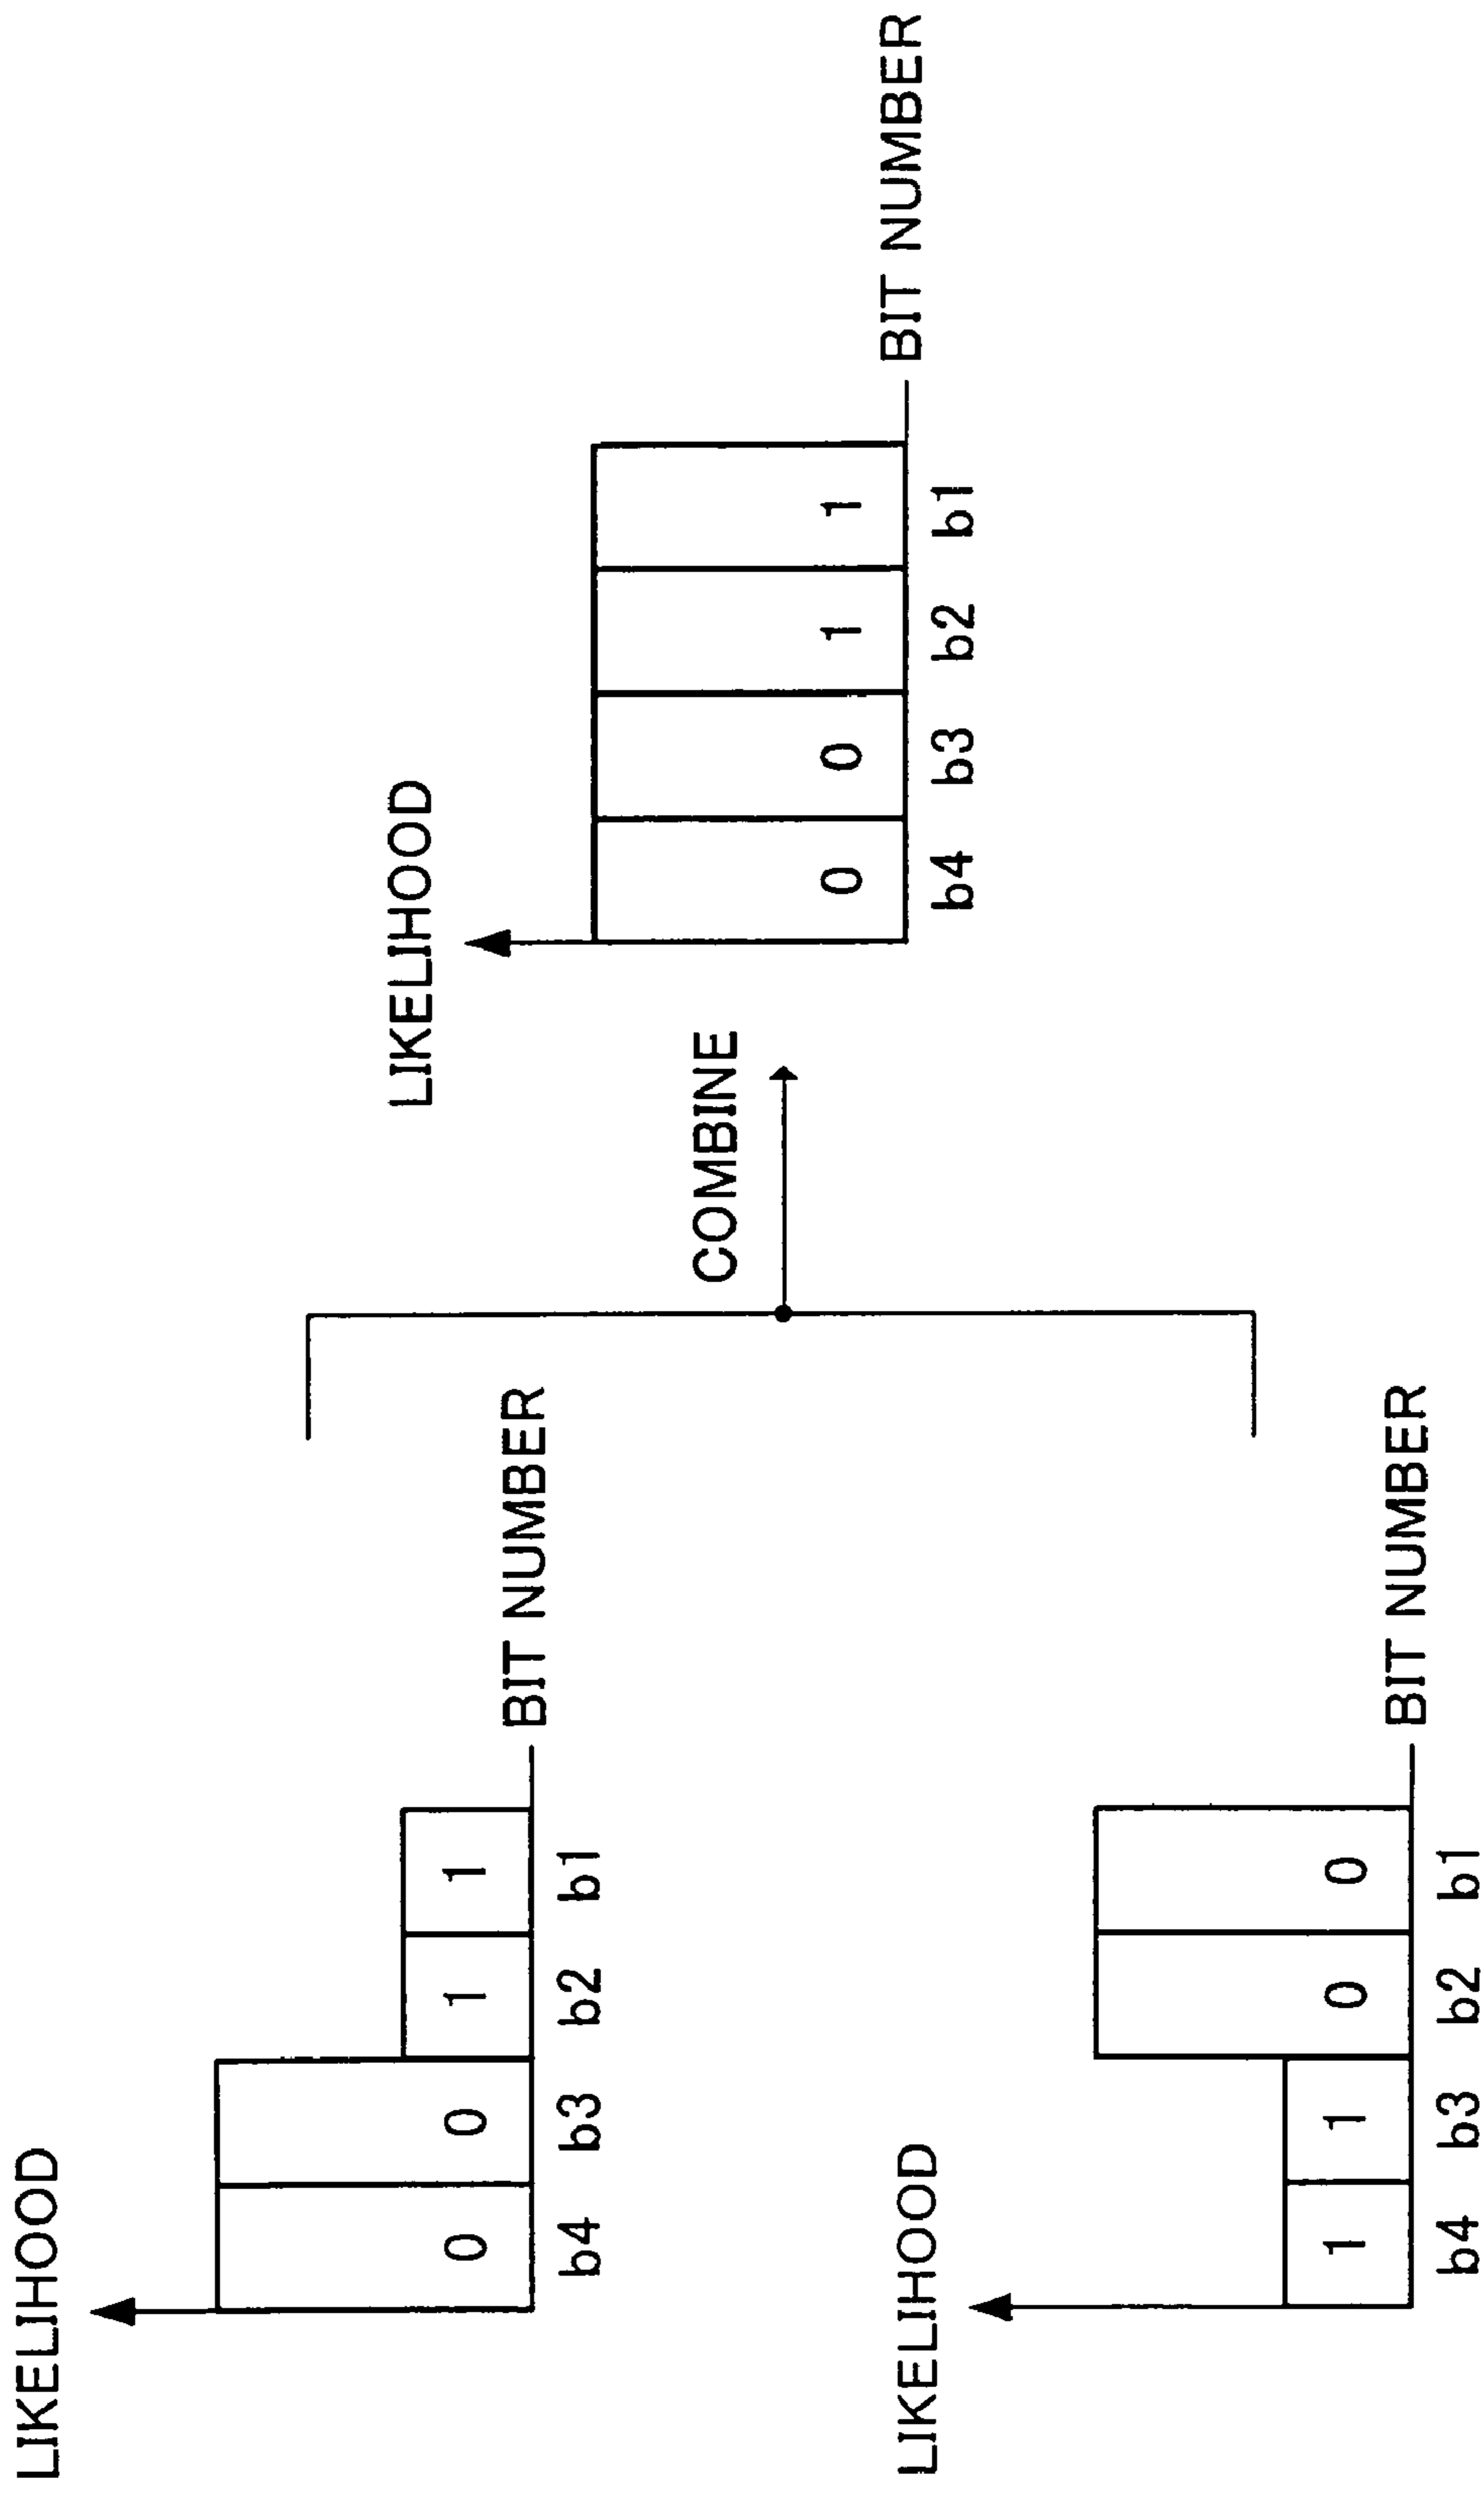 LIKELIHOOD
0 0 1 1
b4 b3 b2 b1
BIT NUMBER
LIKELIHOOD
1 1 0 0
b4 b3 b2 b1
BIT NUMBER
COMBINE
LIKELIHOOD
0 0 1 1
b4 b3 b2 b1
BIT NUMBER